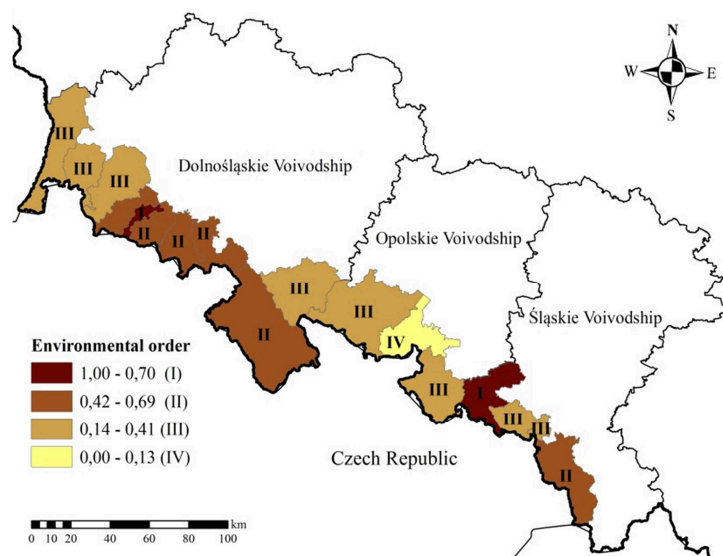 N
W E
S
III
III
III
Dolnośląskie Voivodship
I
II
II
II
Opolskie Voivodship
III
III
Śląskie Voivodship
II
IV
Environmental order
1,00 - 0,70 (I)
0,42 - 0,69 (II)
0,14 - 0,41 (III)
0,00 - 0,13 (IV)
III
I
III
III
Czech Republic
II
km
0 10 20 40 60 80 100